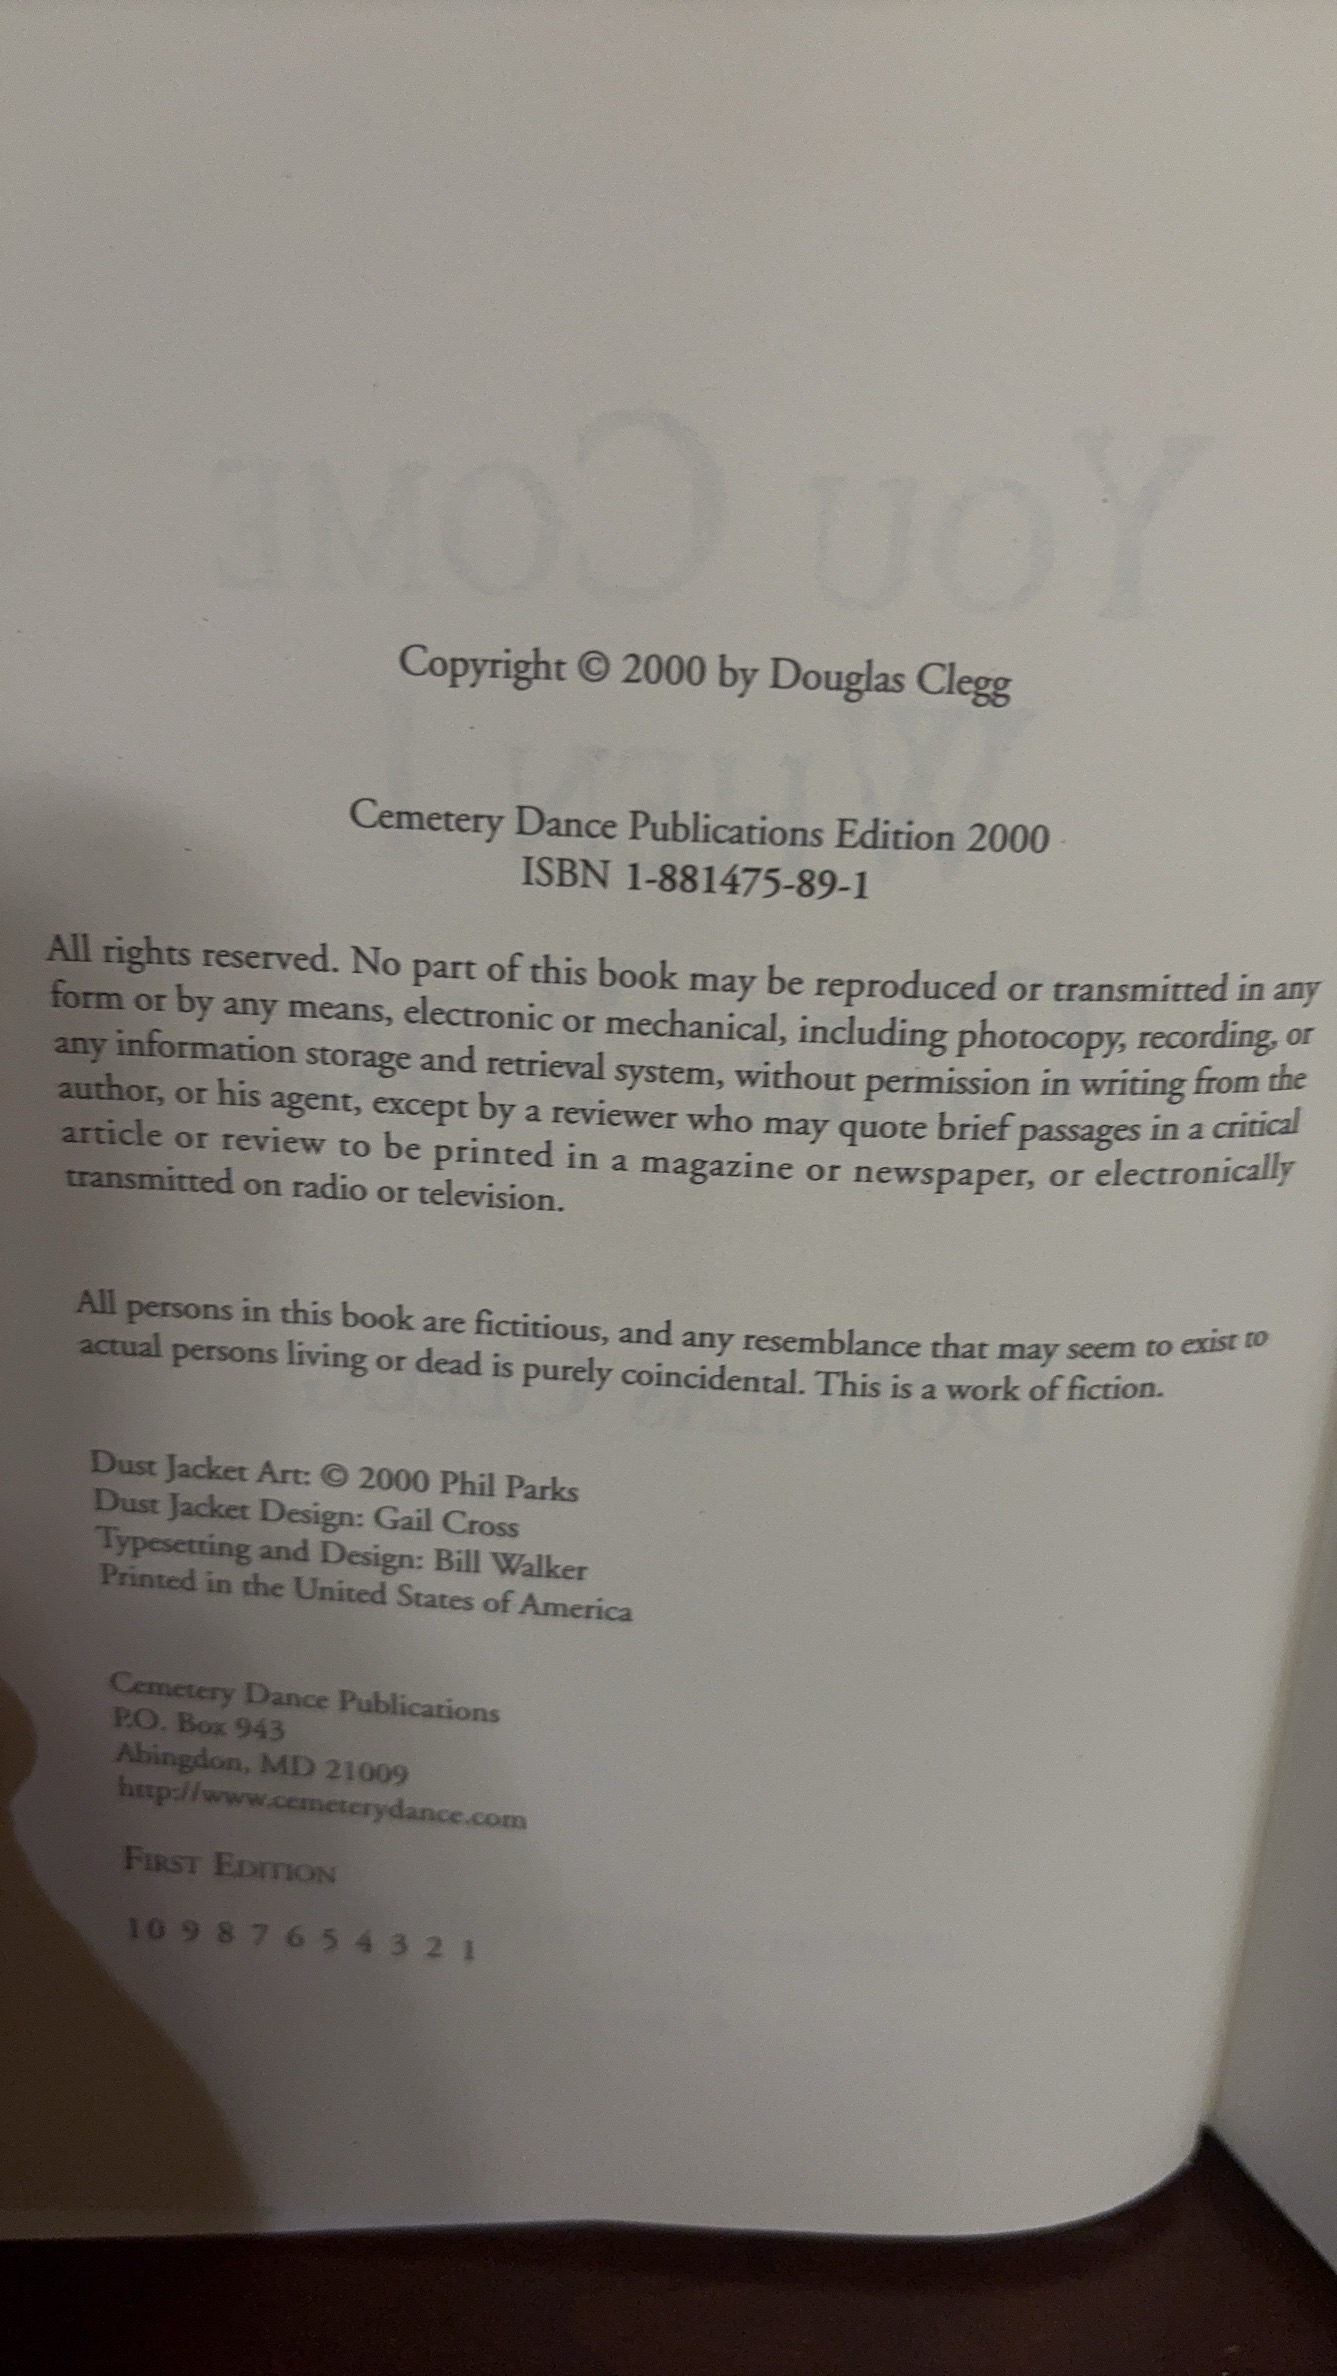 YOU COME
Copyright © 2000 by Douglas Clegg
WHEN I
Cemetery Dance Publications Edition 2000
ISBN 1-881475-89-1
All rights reserved. No part of this book may be reproduced or transmitted in any
form or by any means, electronic or mechanical, including photocopy, recording, or
any information storage and retrieval system, without permission in writing from the
author, or his agent, except by a reviewer who may quote brief passages in a critical
article or review to be printed in a magazine or newspaper, or electronically
transmitted on radio or television.
All persons in this book are fictitious, and any resemblance that may seem to exist to
actual persons living or dead is purely coincidental. This is a work of fiction.
DOUGLAS CLEGG
Dust Jacket Art: © 2000 Phil Parks
Dust Jacket Design: Gail Cross
Typesetting and Design: Bill Walker
Printed in the United States of America
Cemetery Dance Publications
P.O. Box 943
Abingdon, MD 21009
http://www.cemeterydance.com
FIRST EDITION
10 9 8 7 6 5 4 3 2 1